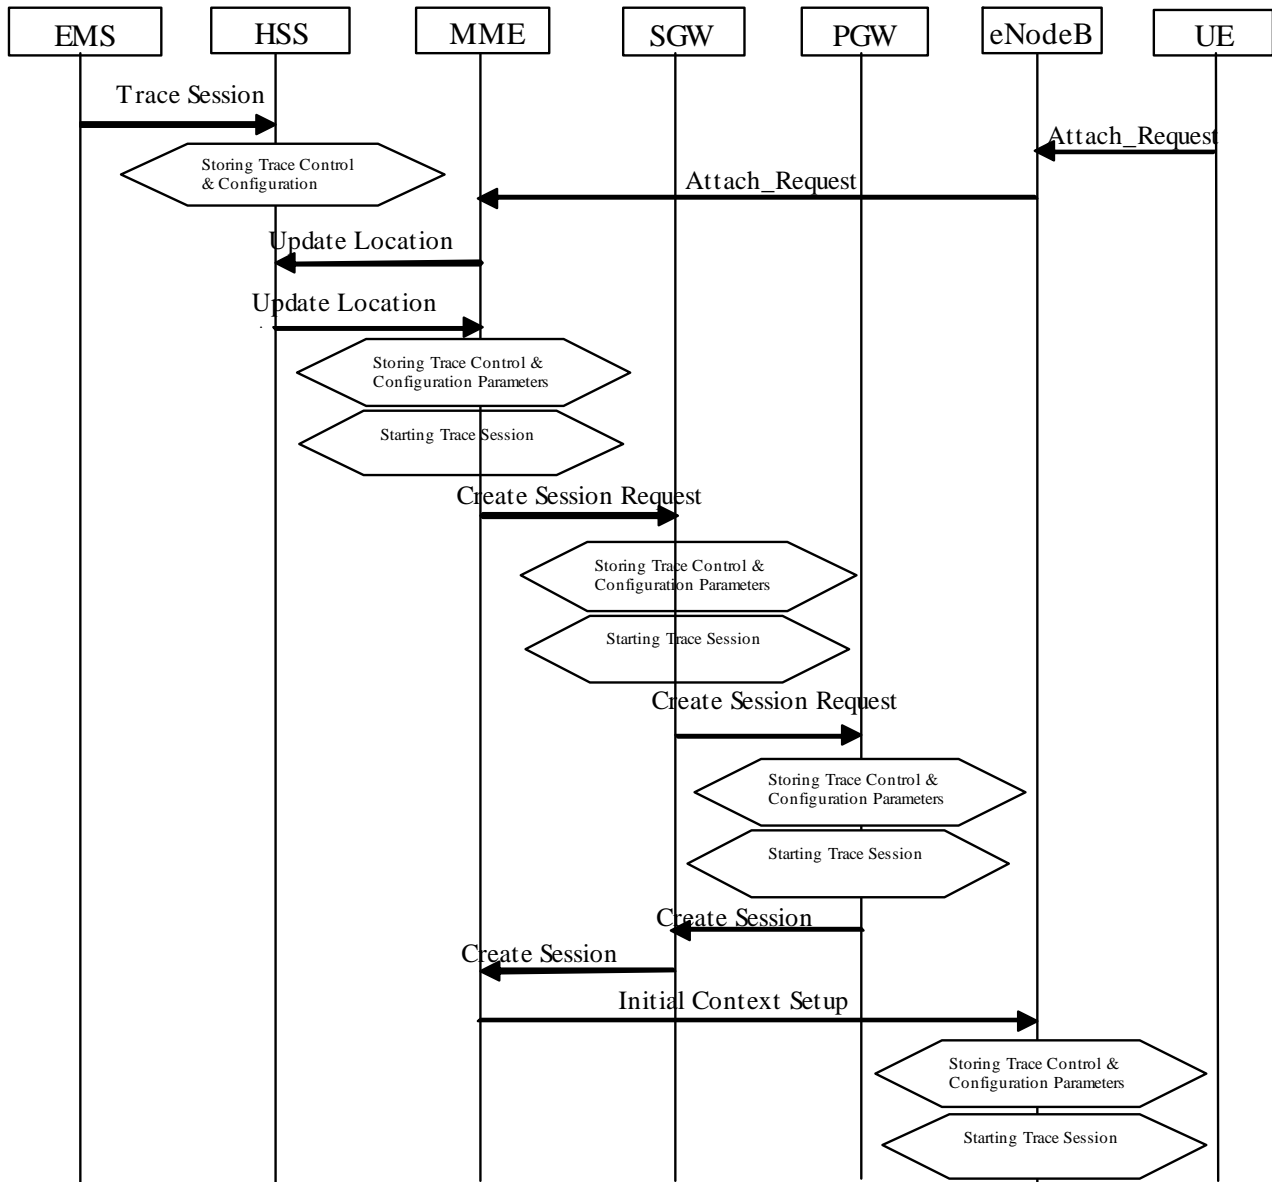 EMS HSS MME SGW PGW eNodeB UE
Trace Session
Attach_Request
Storing Trace Control
& Configuration
Attach_Request
Update Location
Update Location
Storing Trace Control &
Configuration Parameters
Starting Trace Session
Create Session Request
Storing Trace Control &
Configuration Parameters
Starting Trace Session
Create Session Request
Storing Trace Control &
Configuration Parameters
Starting Trace Session
Create Session
Create Session
Initial Context Setup
Storing Trace Control &
Configuration Parameters
Starting Trace Session